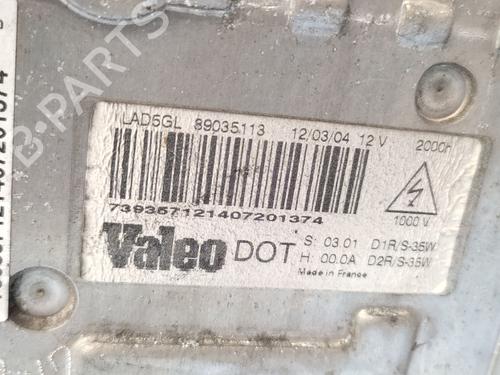 LAD5GL 89035113 12/03/04 12 V 2000h
1000 V
739357121407201374
Valeo DOT S: 03.01 D1R/S-35W
H: 00.0A D2R/S-35W
Made in France
B-PARTS